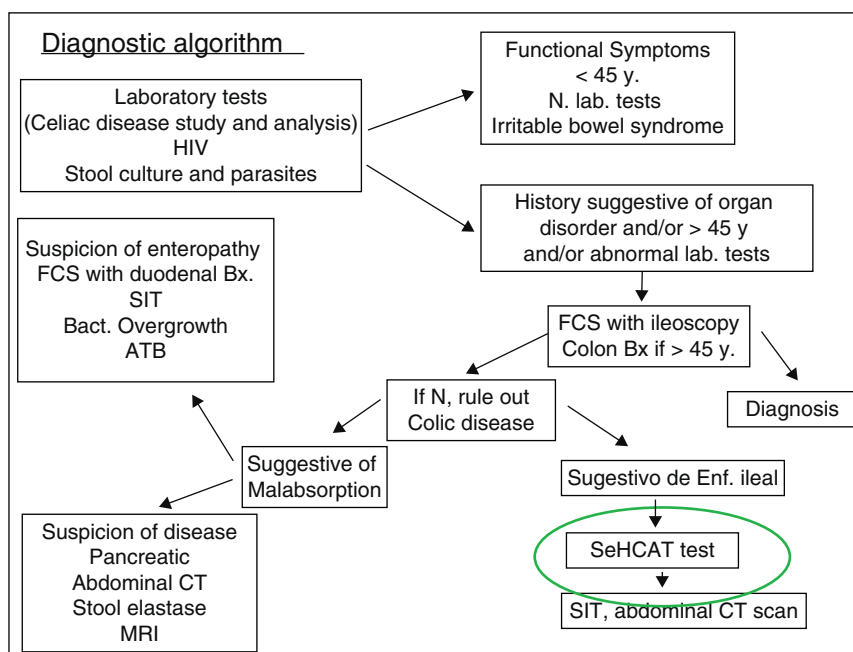 Diagnostic algorithm
Laboratory tests
(Celiac disease study and analysis)
HIV
Stool culture and parasites
Functional Symptoms
< 45 y.
N. lab. tests
Irritable bowel syndrome
History suggestive of organ
disorder and/or > 45 y
and/or abnormal lab. tests
Suspicion of enteropathy
FCS with duodenal Bx.
SIT
Bact. Overgrowth
ATB
FCS with ileoscopy
Colon Bx if > 45 y.
If N, rule out
Colic disease
Diagnosis
Suggestive of
Malabsorption
Sugestivo de Enf. ileal
Suspicion of disease
Pancreatic
Abdominal CT
Stool elastase
MRI
SeHCAT test
SIT, abdominal CT scan